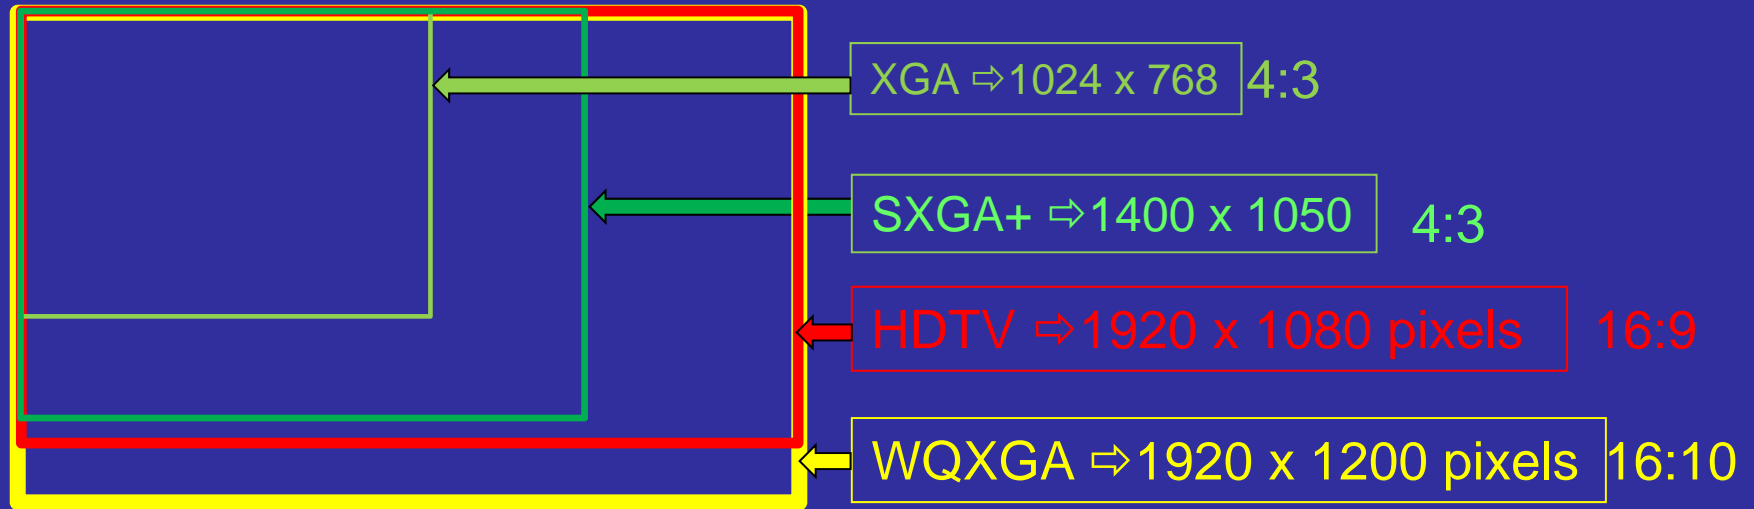 XGA ⇨1024 x 768 4:3
SXGA+ ⇨1400 x 1050 4:3
HDTV ⇨1920 x 1080 pixels 16:9
WQXGA ⇨1920 x 1200 pixels 16:10